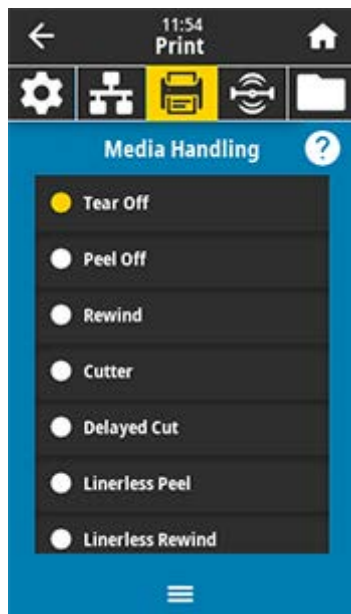 11:54
Print
Media Handling
?
Tear Off
Peel Off
Rewind
Cutter
Delayed Cut
Linerless Peel
Linerless Rewind